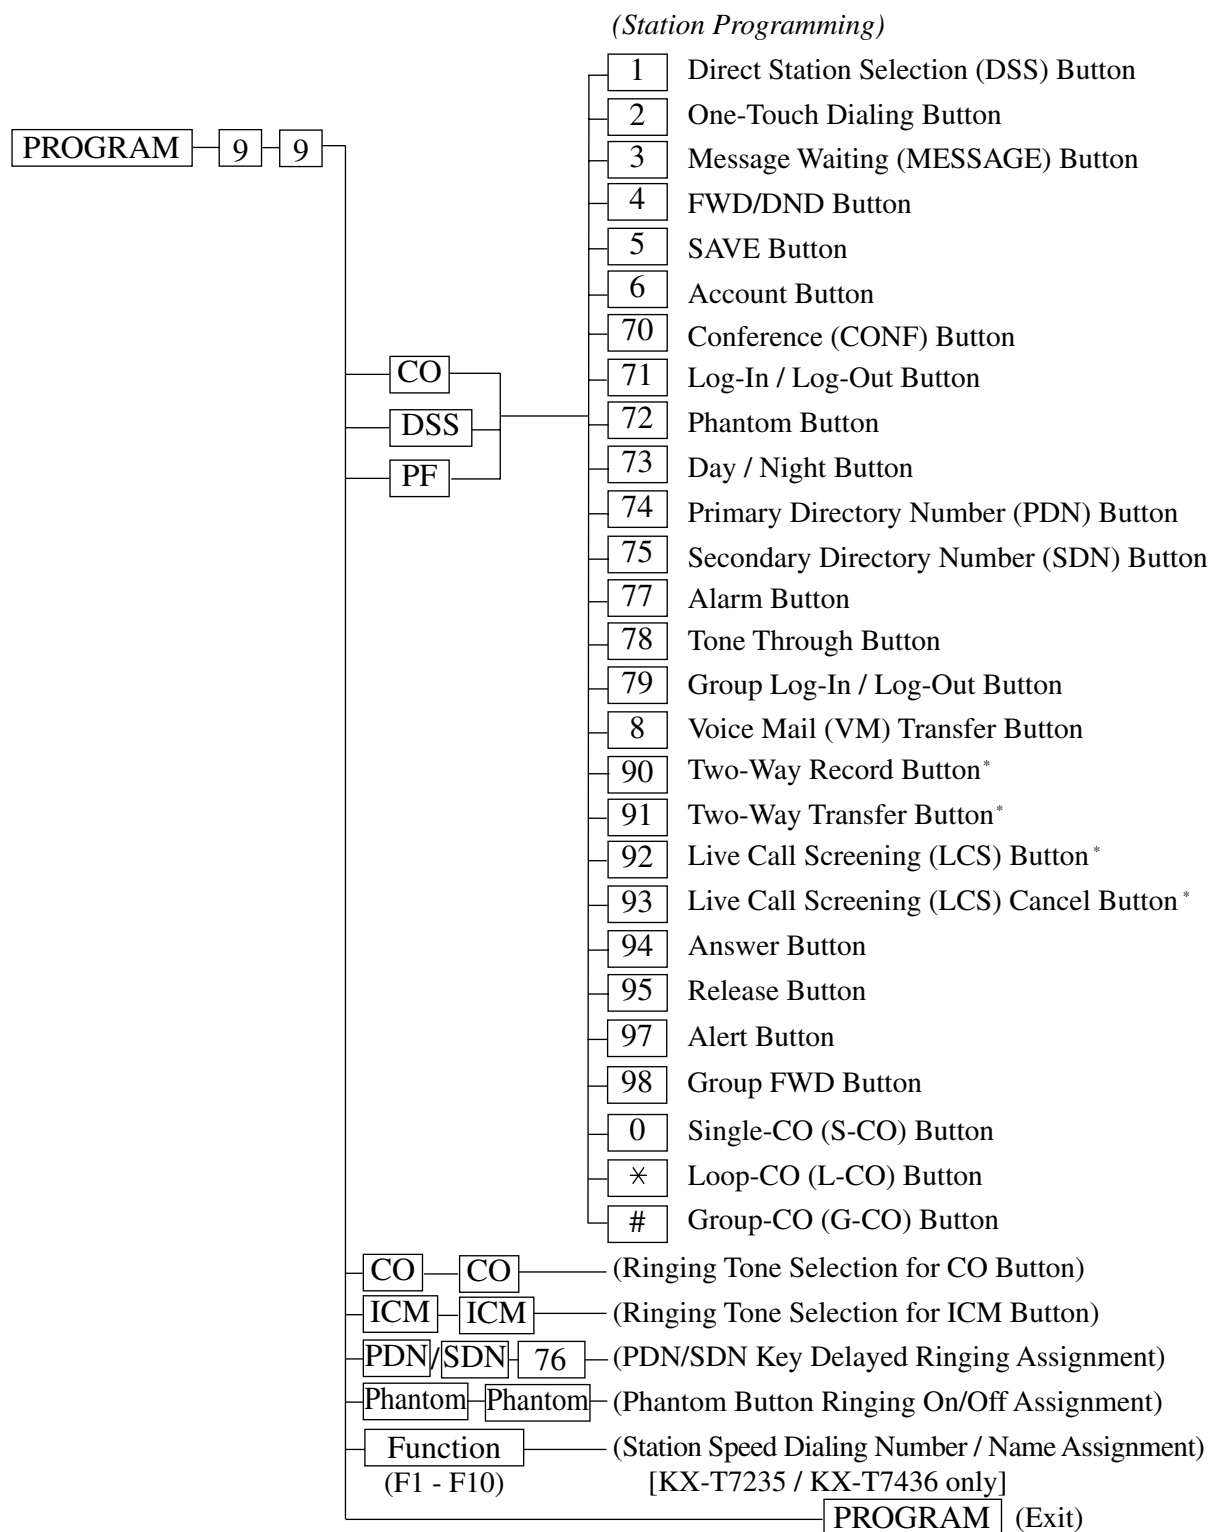 (Station Programming)
1 Direct Station Selection (DSS) Button
2 One-Touch Dialing Button
PROGRAM 9 9
3 Message Waiting (MESSAGE) Button
4 FWD/DND Button
5 SAVE Button
6 Account Button
70 Conference (CONF) Button
CO
71 Log-In / Log-Out Button
DSS
72 Phantom Button
PF
73 Day / Night Button
74 Primary Directory Number (PDN) Button
75 Secondary Directory Number (SDN) Button
77 Alarm Button
78 Tone Through Button
79 Group Log-In / Log-Out Button
8 Voice Mail (VM) Transfer Button
90 Two-Way Record Button*
91 Two-Way Transfer Button*
92 Live Call Screening (LCS) Button*
93 Live Call Screening (LCS) Cancel Button*
94 Answer Button
95 Release Button
97 Alert Button
98 Group FWD Button
0 Single-CO (S-CO) Button
* Loop-CO (L-CO) Button
# Group-CO (G-CO) Button
CO CO (Ringing Tone Selection for CO Button)
ICM ICM (Ringing Tone Selection for ICM Button)
PDN/SDN 76 (PDN/SDN Key Delayed Ringing Assignment)
Phantom Phantom (Phantom Button Ringing On/Off Assignment)
Function (Station Speed Dialing Number / Name Assignment)
(F1 - F10) [KX-T7235 / KX-T7436 only]
PROGRAM (Exit)